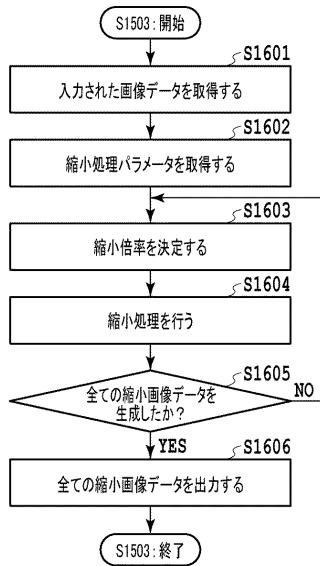 S1503:開始
S1601
入力された画像データを取得する
S1602
縮小処理パラメータを取得する
S1603
縮小倍率を決定する
S1604
縮小処理を行う
S1605
全ての縮小画像データを
生成したか?
NO
YES
S1606
全ての縮小画像データを出力する
S1503:終了